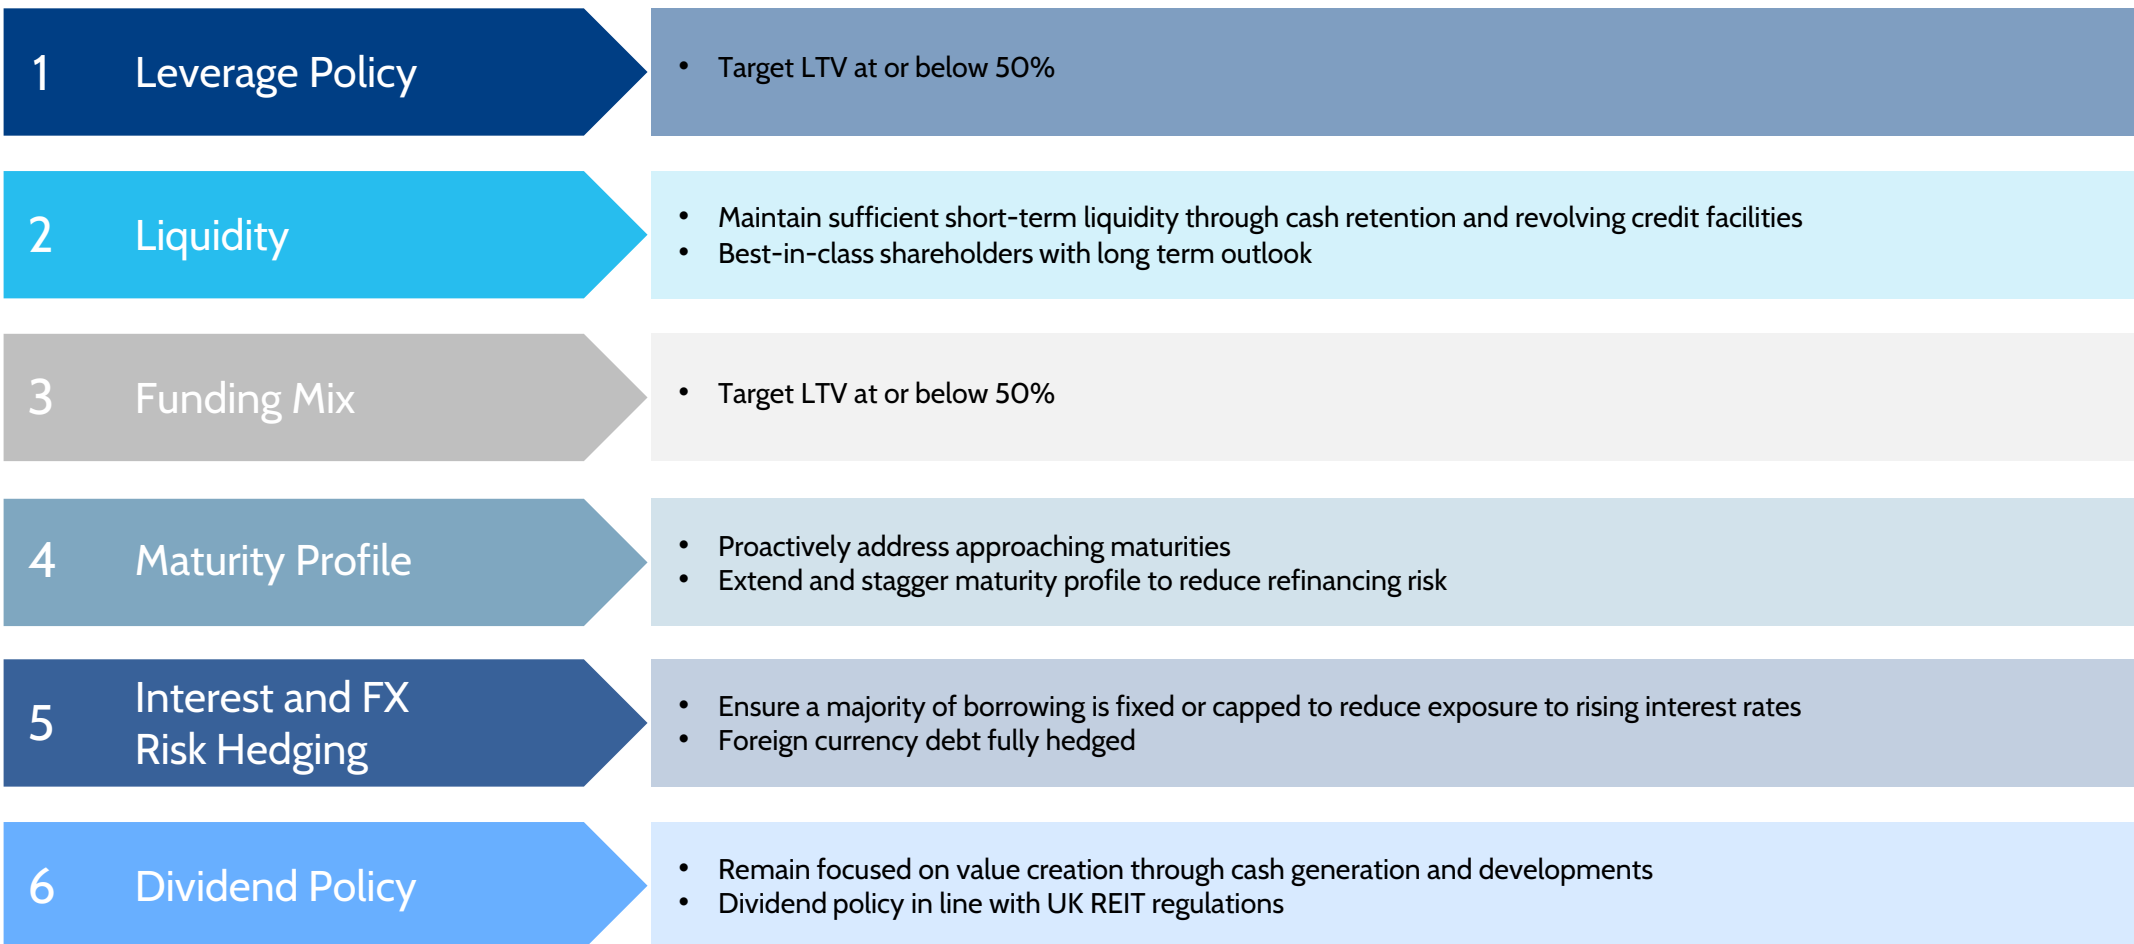 1 Leverage Policy
• Target LTV at or below 50%
2 Liquidity
• Maintain sufficient short-term liquidity through cash retention and revolving credit facilities
• Best-in-class shareholders with long term outlook
3 Funding Mix
• Target LTV at or below 50%
4 Maturity Profile
• Proactively address approaching maturities
• Extend and stagger maturity profile to reduce refinancing risk
5 Interest and FX
Risk Hedging
• Ensure a majority of borrowing is fixed or capped to reduce exposure to rising interest rates
• Foreign currency debt fully hedged
6 Dividend Policy
• Remain focused on value creation through cash generation and developments
• Dividend policy in line with UK REIT regulations